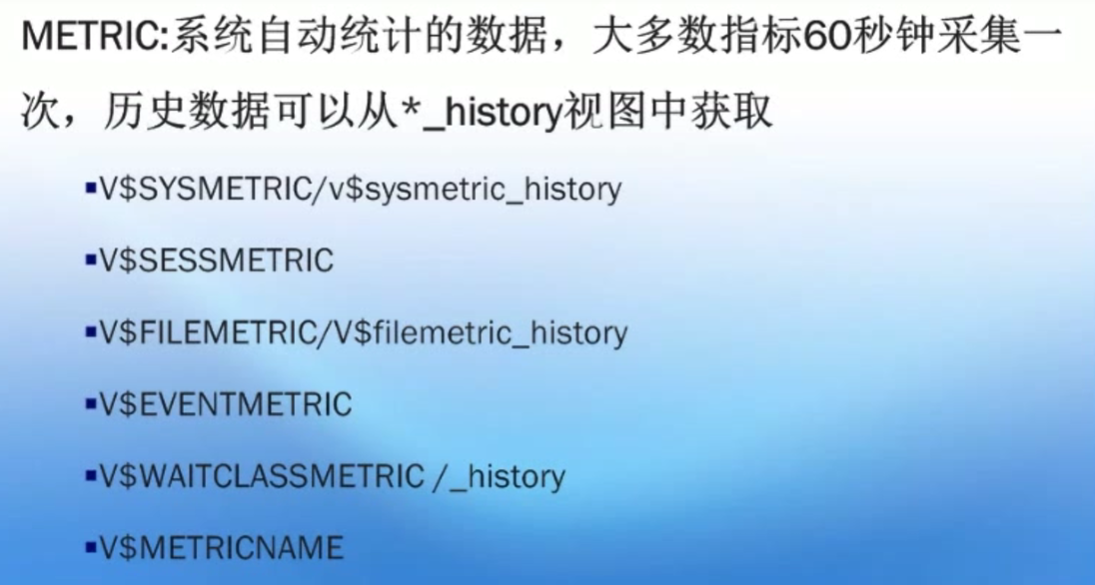 METRIC:系统自动统计的数据，大多数指标60秒钟采集一
次，历史数据可以从*_history视图中获取
▪V$SYSMETRIC/v$sysmetric_history
▪V$SESSMETRIC
▪V$FILEMETRIC/V$filemetric_history
▪V$EVENTMETRIC
▪V$WAITCLASSMETRIC /_history
▪V$METRICNAME